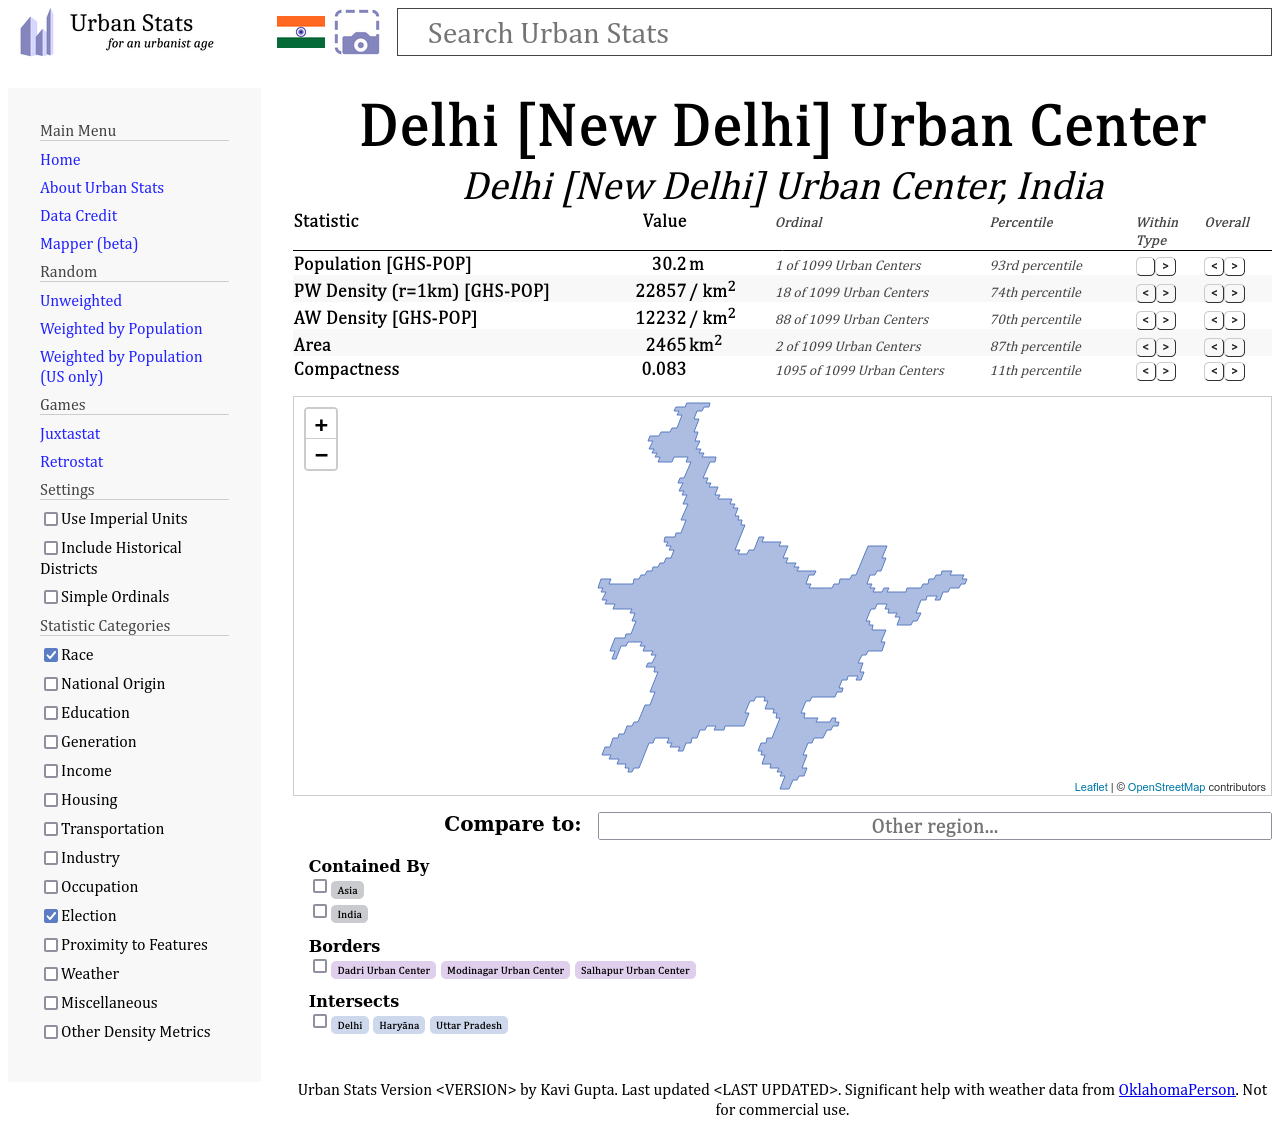 Urban Stats
for an urbanist age
Search Urban Stats
Main Menu
Home
About Urban Stats
Data Credit
Mapper (beta)
Random
Unweighted
Weighted by Population
Weighted by Population
(US only)
Games
Juxtastat
Retrostat
Settings
Use Imperial Units
Include Historical
Districts
Simple Ordinals
Statistic Categories
Race
National Origin
Education
Generation
Income
Housing
Transportation
Industry
Occupation
Election
Proximity to Features
Weather
Miscellaneous
Other Density Metrics
Delhi [New Delhi] Urban Center
Delhi [New Delhi] Urban Center, India
Statistic Value Ordinal Percentile Within Type Overall
Population [GHS-POP] 30.2 m 1 of 1099 Urban Centers 93rd percentile > < >
PW Density (r=1km) [GHS-POP] 22857 / km² 18 of 1099 Urban Centers 74th percentile < > < >
AW Density [GHS-POP] 12232 / km² 88 of 1099 Urban Centers 70th percentile < > < >
Area 2465 km² 2 of 1099 Urban Centers 87th percentile < > < >
Compactness 0.083 1095 of 1099 Urban Centers 11th percentile < > < >
+
−
Leaflet | © OpenStreetMap contributors
Compare to: Other region...
Contained By
Asia
India
Borders
Dadri Urban Center Modinagar Urban Center Salhapur Urban Center
Intersects
Delhi Haryāna Uttar Pradesh
Urban Stats Version <VERSION> by Kavi Gupta. Last updated <LAST UPDATED>. Significant help with weather data from OklahomaPerson. Not
for commercial use.